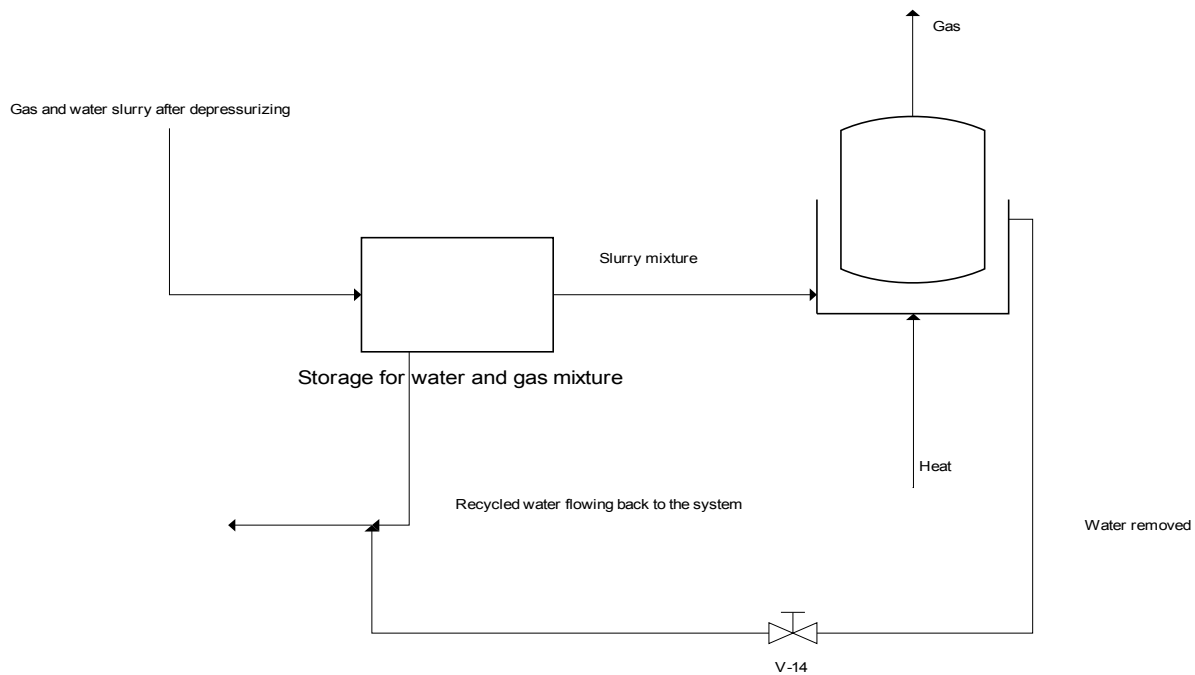 Gas
Gas and water slurry after depressurizing
Slurry mixture
Storage for water and gas mixture
Heat
Recycled water flowing back to the system
Water removed
V-14